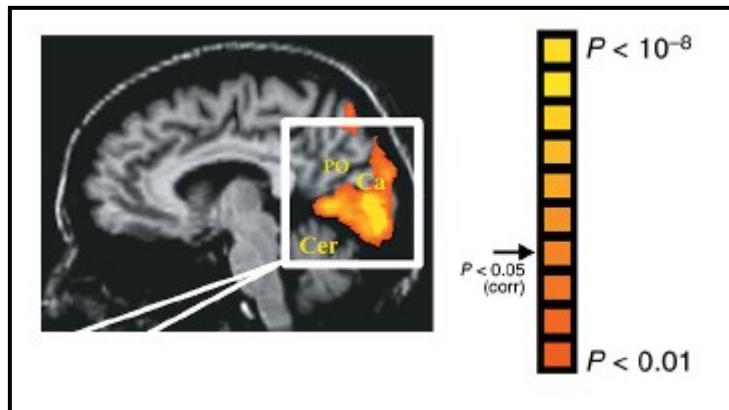 P < 10⁻⁸
PO
Ca
Cer
P < 0.05
(corr)
P < 0.01